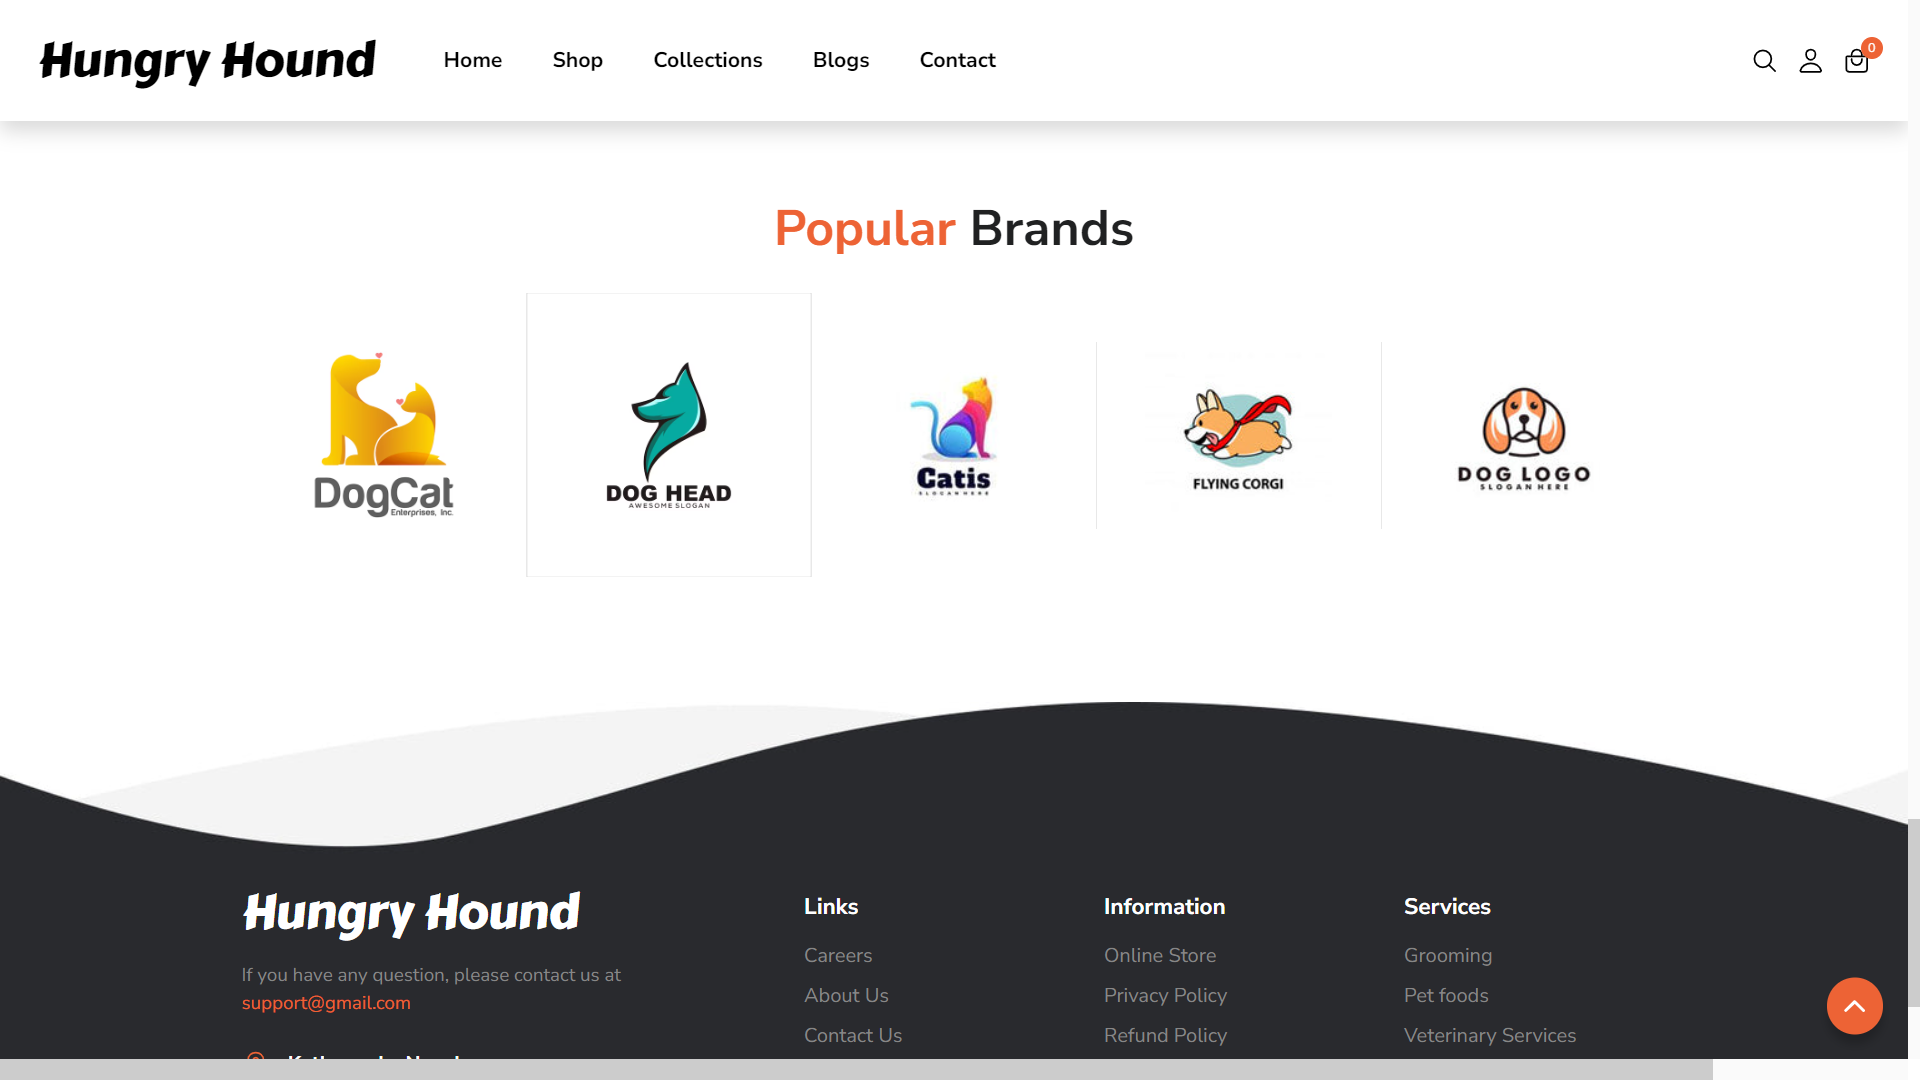 Hungry Hound Home Shop Collections Blogs Contact 0
Popular Brands
DogCat
Enterprises, Inc.
DOG HEAD
AWESOME SLOGAN
Catis
SLOGAN HERE
FLYING CORGI
DOG LOGO
SLOGAN HERE
Hungry Hound
If you have any question, please contact us at
support@gmail.com
Links
Careers
About Us
Contact Us
Information
Online Store
Privacy Policy
Refund Policy
Services
Grooming
Pet foods
Veterinary Services